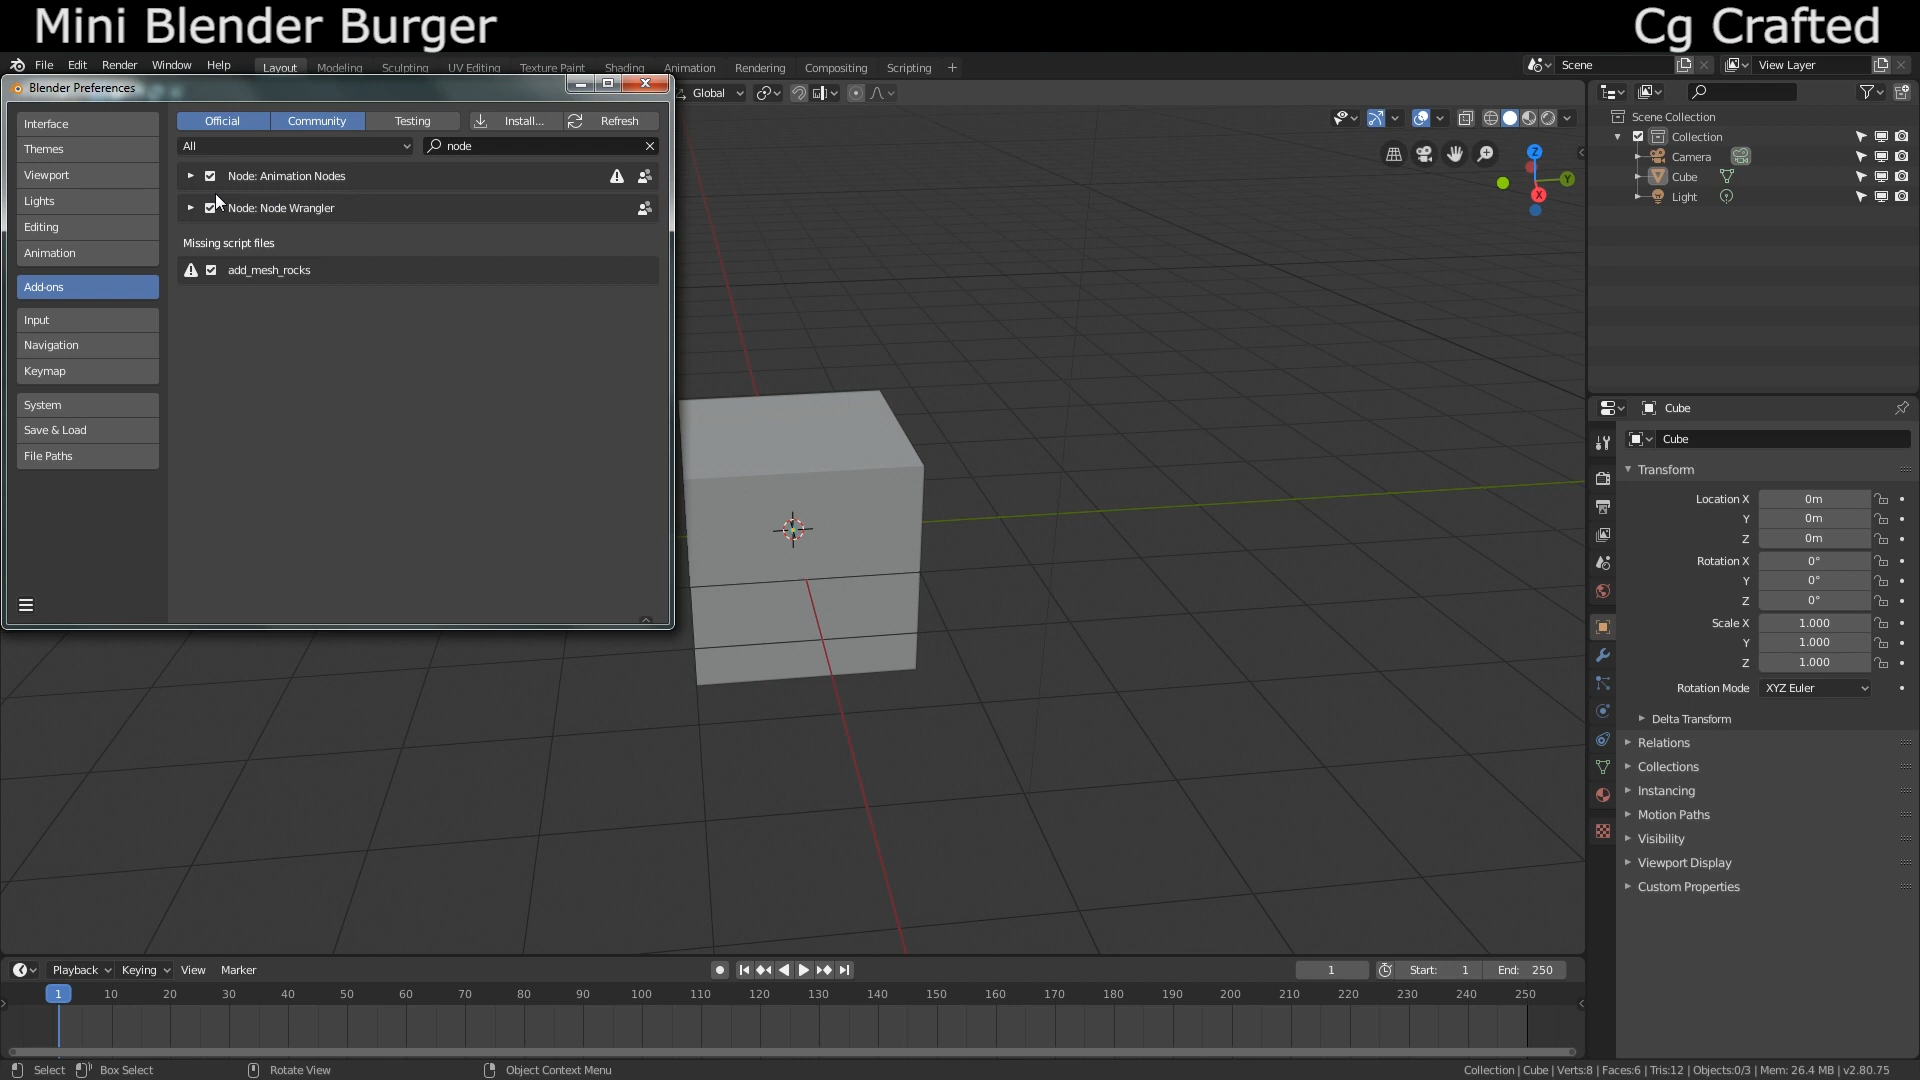 Mini Blender Burger
Cg Crafted
File Edit Render Window Help
Layout Modeling Sculpting UV Editing Texture Paint Shading Animation Rendering Compositing Scripting +
Scene
View Layer
Blender Preferences
Global
Official Community Testing Install... Refresh
All
node
Interface
Themes
Viewport
Lights
Editing
Animation
Add-ons
Input
Navigation
Keymap
System
Save & Load
File Paths
Node: Animation Nodes
Node: Node Wrangler
Missing script files
add_mesh_rocks
Z
Y
X
Scene Collection
Collection
Camera
Cube
Light
Cube
Cube
Transform
Location X 0m
Y 0m
Z 0m
Rotation X 0°
Y 0°
Z 0°
Scale X 1.000
Y 1.000
Z 1.000
Rotation Mode XYZ Euler
Delta Transform
Relations
Collections
Instancing
Motion Paths
Visibility
Viewport Display
Custom Properties
Playback Keying View Marker
1 Start: 1 End: 250
1 10 20 30 40 50 60 70 80 90 100 110 120 130 140 150 160 170 180 190 200 210 220 230 240 250
Select Box Select Rotate View Object Context Menu
Collection | Cube | Verts:8 | Faces:6 | Tris:12 | Objects:0/3 | Mem: 26.4 MB | v2.80.75